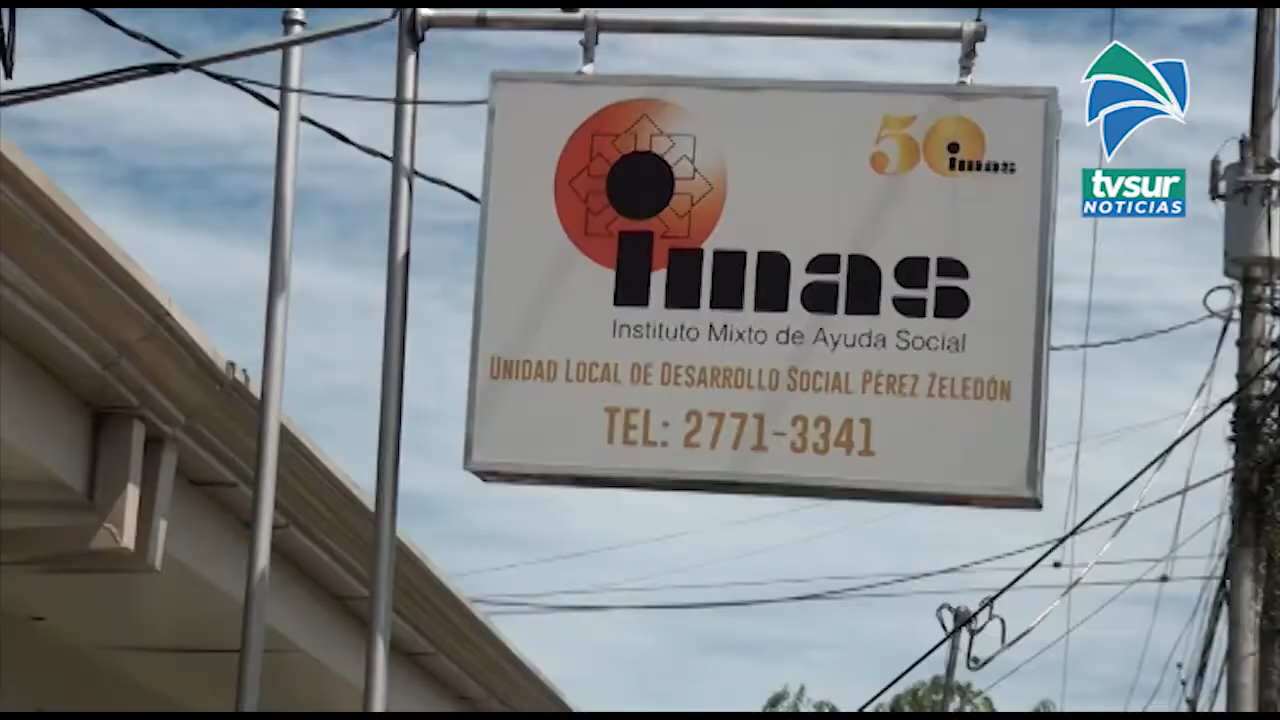 50 imas
imas
Instituto Mixto de Ayuda Social
UNIDAD LOCAL DE DESARROLLO SOCIAL PÉREZ ZELEDÓN
TEL: 2771-3341
tvsur
NOTICIAS